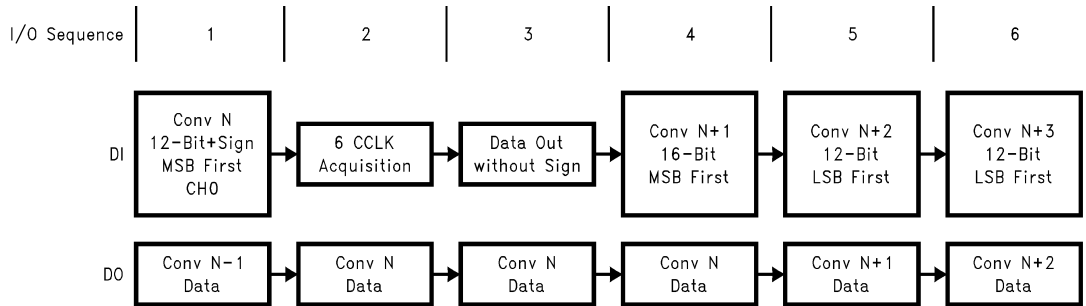 I/O Sequence 1 2 3 4 5 6
DI
Conv N
12-Bit+Sign
MSB First
CH0
6 CCLK
Acquisition
Data Out
without Sign
Conv N+1
16-Bit
MSB First
Conv N+2
12-Bit
LSB First
Conv N+3
12-Bit
LSB First
DO
Conv N-1
Data
Conv N
Data
Conv N
Data
Conv N
Data
Conv N+1
Data
Conv N+2
Data